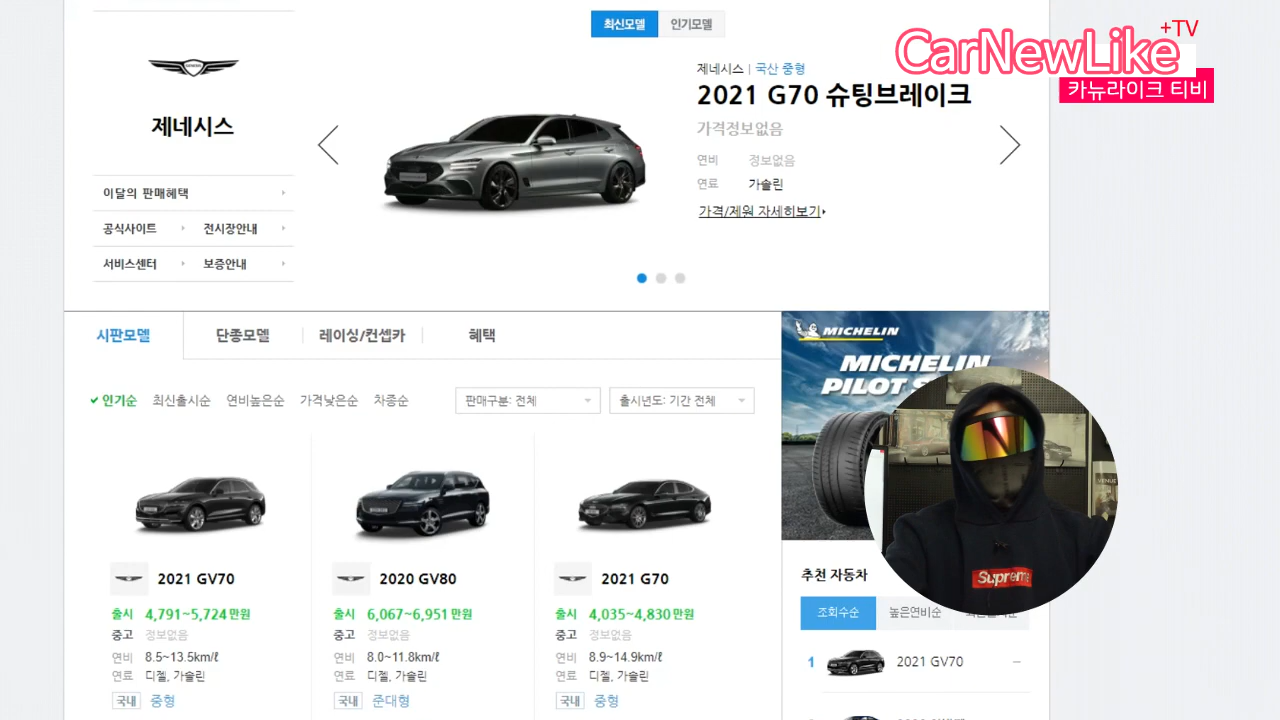 최신모델 인기모델
+TV
CarNewLike
카뉴라이크 티비
제네시스
제네시스 | 국산 중형
2021 G70 슈팅브레이크
가격정보없음
연비 정보없음
연료 가솔린
가격/제원 자세히보기
이달의 판매혜택
공식사이트 전시장안내
서비스센터 보증안내
시판모델 단종모델 레이싱/컨셉카 혜택
MICHELIN
MICHELIN
PILOT S
인기순 최신출시순 연비높은순 가격낮은순 차종순
판매구분: 전체 출시년도: 기간 전체
VENUE
Supreme
2021 GV70
출시 4,791~5,724 만원
중고 정보없음
연비 8.5~13.5km/ℓ
연료 디젤, 가솔린
국내 중형
2020 GV80
출시 6,067~6,951 만원
중고 정보없음
연비 8.0~11.8km/ℓ
연료 디젤, 가솔린
국내 준대형
2021 G70
출시 4,035~4,830 만원
중고 정보없음
연비 8.9~14.9km/ℓ
연료 디젤, 가솔린
국내 중형
추천 자동차
조회수순 높은연비순
1 2021 GV70 –